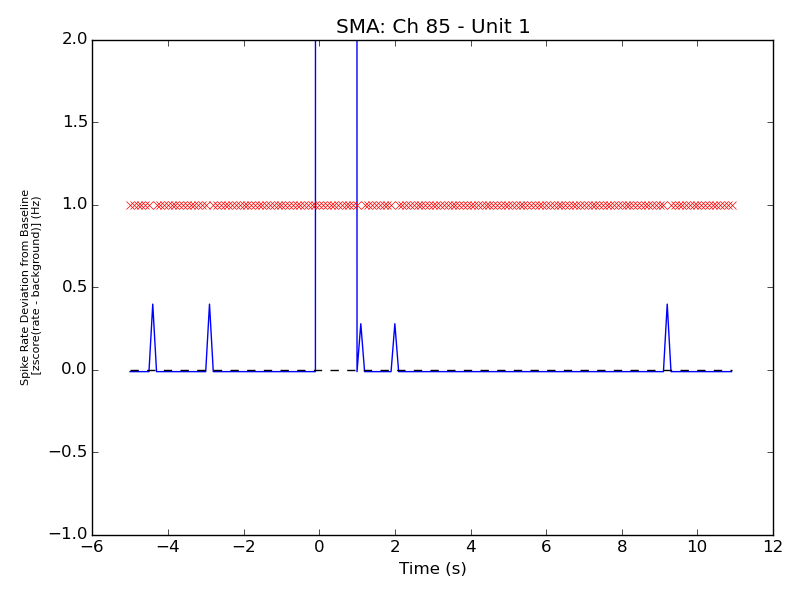 SMA: Ch 85 - Unit 1
2.0
1.5
1.0
0.5
0.0
−0.5
−1.0
Spike Rate Deviation from Baseline
[zscore(rate - background)] (Hz)
−6 −4 −2 0 2 4 6 8 10 12
Time (s)